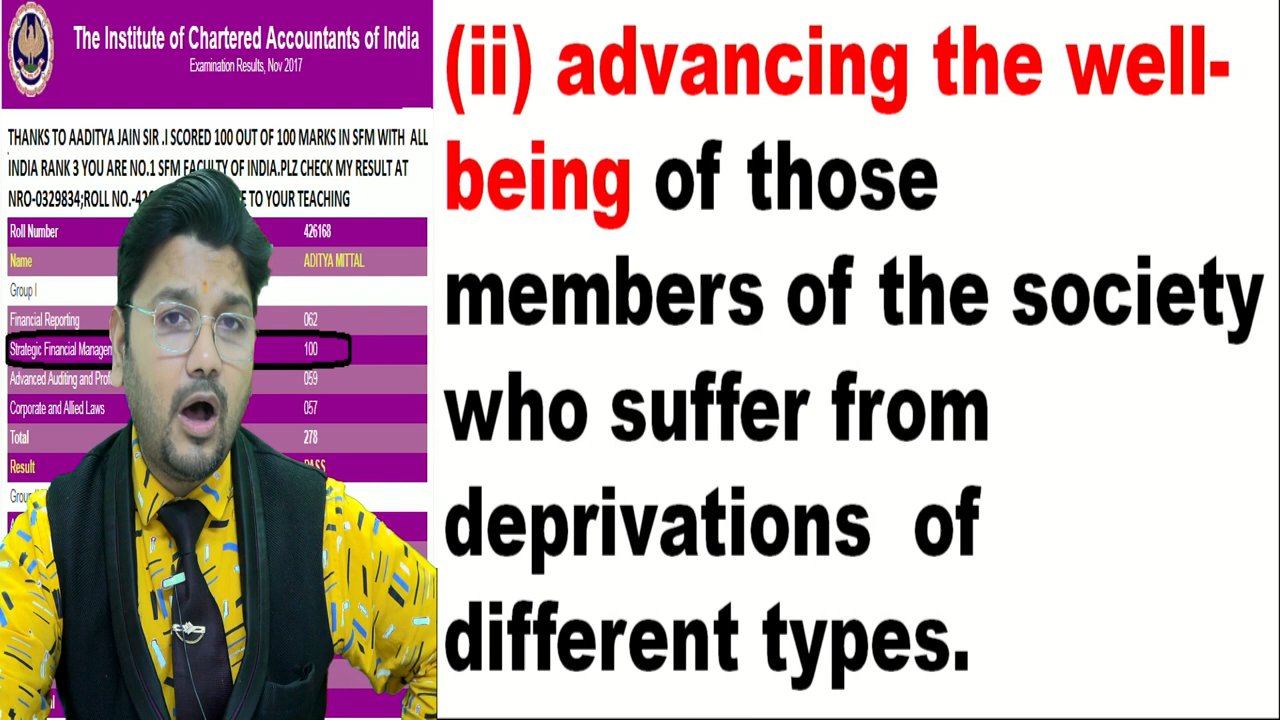 The Institute of Chartered Accountants of India
Examination Results, Nov 2017
THANKS TO AADITYA JAIN SIR .I SCORED 100 OUT OF 100 MARKS IN SFM WITH ALL
INDIA RANK 3 YOU ARE NO.1 SFM FACULTY OF INDIA.PLZ CHECK MY RESULT AT
NRO-0329834;ROLL NO.-42 TO YOUR TEACHING
Roll Number 426168
Name ADITYA MITTAL
Group I
Financial Reporting 062
Strategic Financial 100
Advanced Auditing and 059
Corporate and Allied Laws 057
Total 278
Result PASS
(ii) advancing the well-
being of those
members of the society
who suffer from
deprivations of
different types.